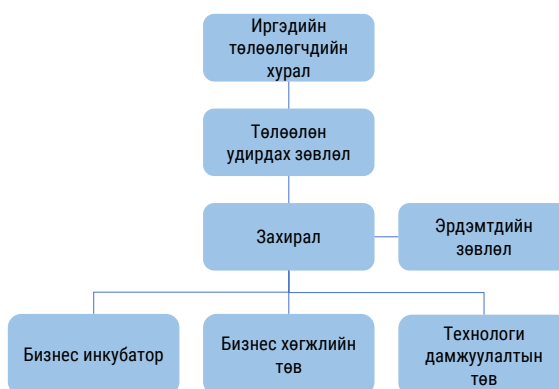 Иргэдийн
төлөөлөгчдийн
хурал
Төлөөлөн
удирдах зөвлөл
Захирал
Эрдэмтдийн
зөвлөл
Бизнес инкубатор
Бизнес хөгжлийн
төв
Технологи
дамжуулалтын
төв